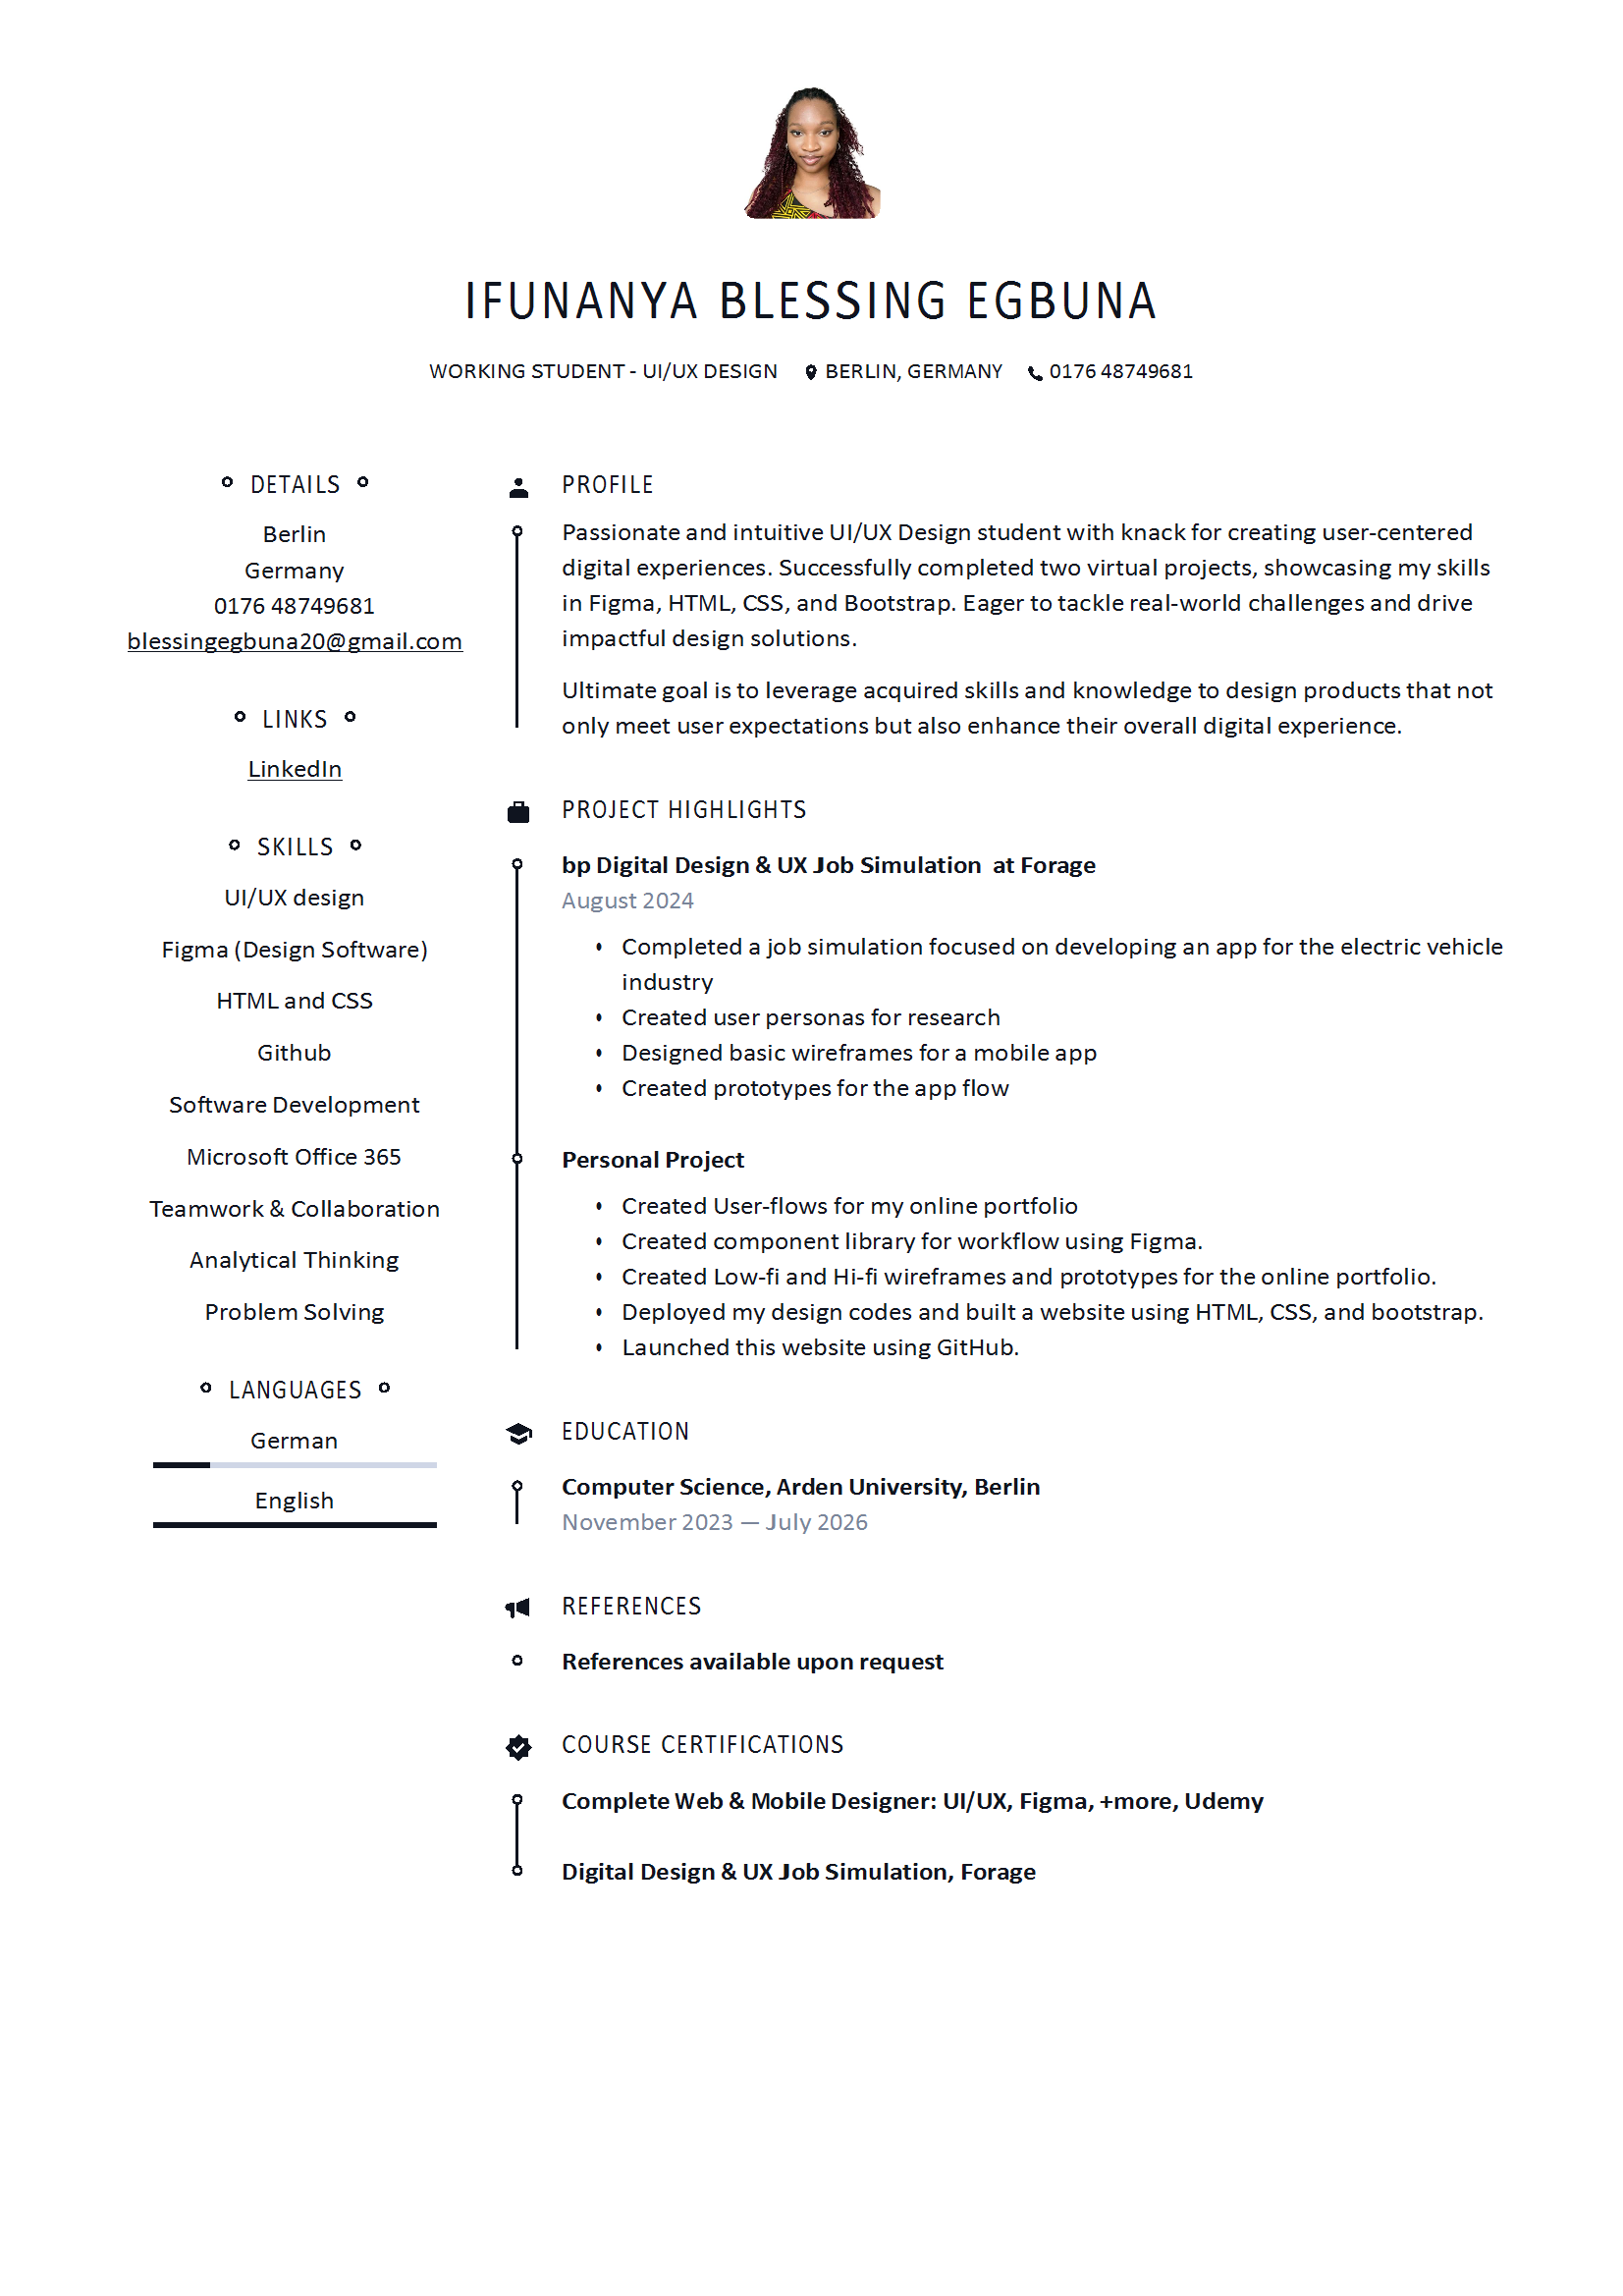 IFUNANYA BLESSING EGBUNA
WORKING STUDENT - UI/UX DESIGN BERLIN, GERMANY 0176 48749681
DETAILS
Berlin
Germany
0176 48749681
blessingegbuna20@gmail.com
LINKS
LinkedIn
SKILLS
UI/UX design
Figma (Design Software)
HTML and CSS
Github
Software Development
Microsoft Office 365
Teamwork & Collaboration
Analytical Thinking
Problem Solving
LANGUAGES
German
English
PROFILE
Passionate and intuitive UI/UX Design student with knack for creating user-centered
digital experiences. Successfully completed two virtual projects, showcasing my skills
in Figma, HTML, CSS, and Bootstrap. Eager to tackle real-world challenges and drive
impactful design solutions.
Ultimate goal is to leverage acquired skills and knowledge to design products that not
only meet user expectations but also enhance their overall digital experience.
PROJECT HIGHLIGHTS
bp Digital Design & UX Job Simulation at Forage
August 2024
• Completed a job simulation focused on developing an app for the electric vehicle
industry
• Created user personas for research
• Designed basic wireframes for a mobile app
• Created prototypes for the app flow
Personal Project
• Created User-flows for my online portfolio
• Created component library for workflow using Figma.
• Created Low-fi and Hi-fi wireframes and prototypes for the online portfolio.
• Deployed my design codes and built a website using HTML, CSS, and bootstrap.
• Launched this website using GitHub.
EDUCATION
Computer Science, Arden University, Berlin
November 2023 — July 2026
REFERENCES
References available upon request
COURSE CERTIFICATIONS
Complete Web & Mobile Designer: UI/UX, Figma, +more, Udemy
Digital Design & UX Job Simulation, Forage